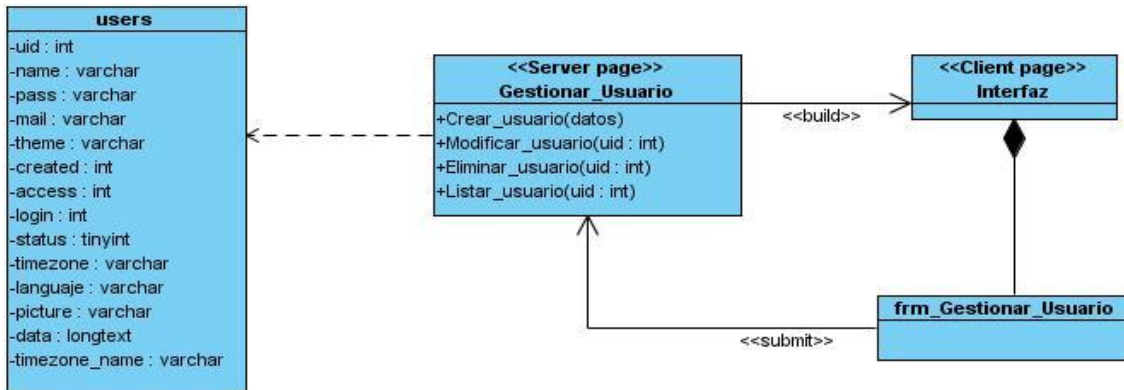 users
-uid : int
-name : varchar
-pass : varchar
-mail : varchar
-theme : varchar
-created : int
-access : int
-login : int
-status : tinyint
-timezone : varchar
-languaje : varchar
-picture : varchar
-data : longtext
-timezone_name : varchar
<<Server page>>
Gestionar_Usuario
+Crear_usuario(datos)
+Modificar_usuario(uid : int)
+Eliminar_usuario(uid : int)
+Listar_usuario(uid : int)
<<build>>
<<Client page>>
Interfaz
frm_Gestionar_Usuario
<<submit>>